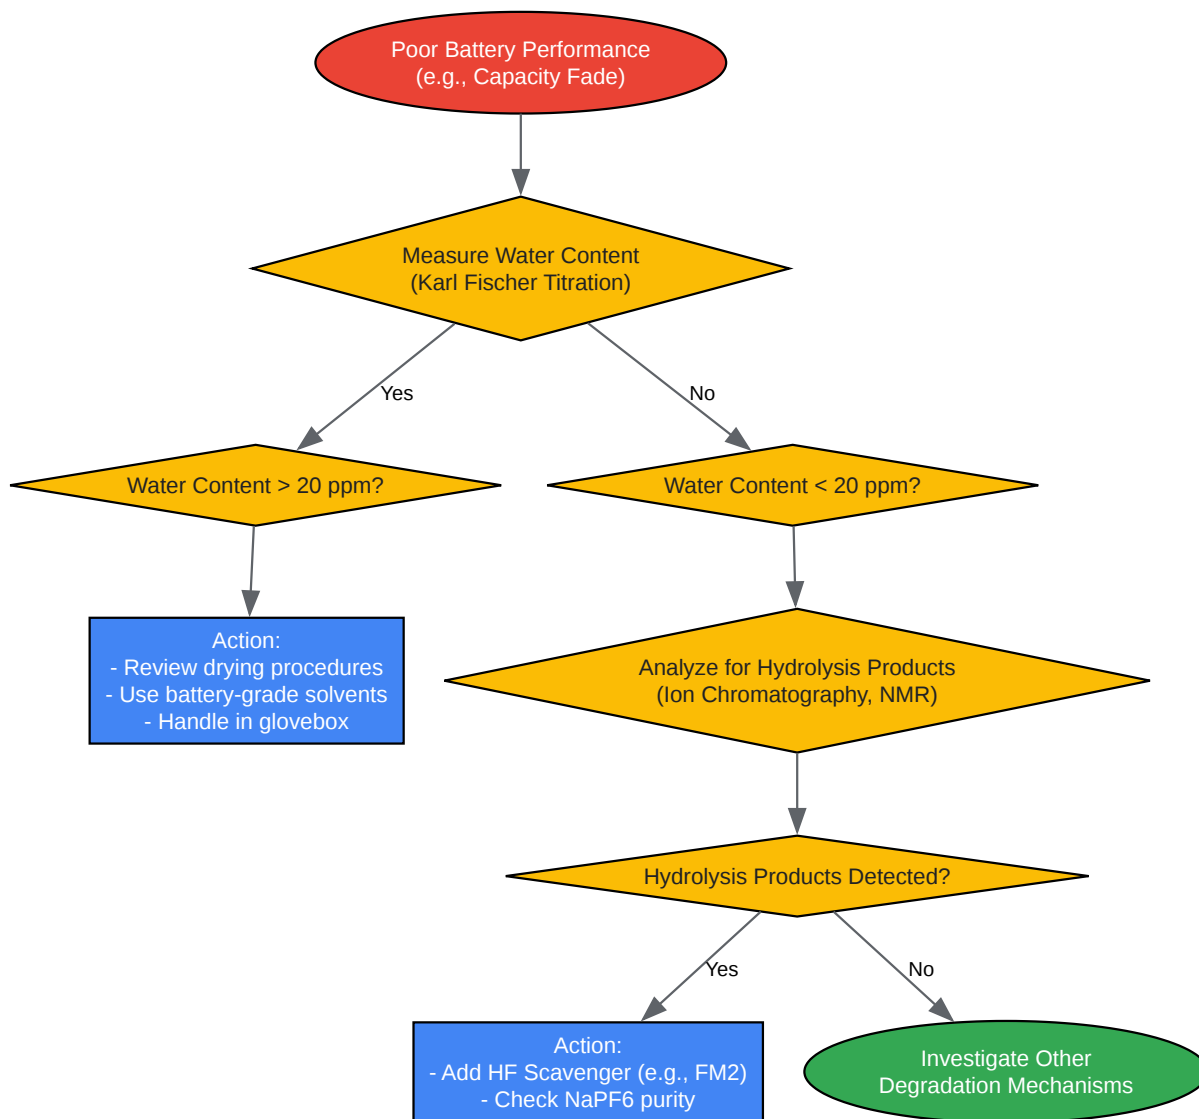 Poor Battery Performance
(e.g., Capacity Fade)
Measure Water Content
(Karl Fischer Titration)
Yes
No
Water Content > 20 ppm?
Water Content < 20 ppm?
Action:
- Review drying procedures
- Use battery-grade solvents
- Handle in glovebox
Analyze for Hydrolysis Products
(Ion Chromatography, NMR)
Hydrolysis Products Detected?
Yes
No
Action:
- Add HF Scavenger (e.g., FM2)
- Check NaPF6 purity
Investigate Other
Degradation Mechanisms